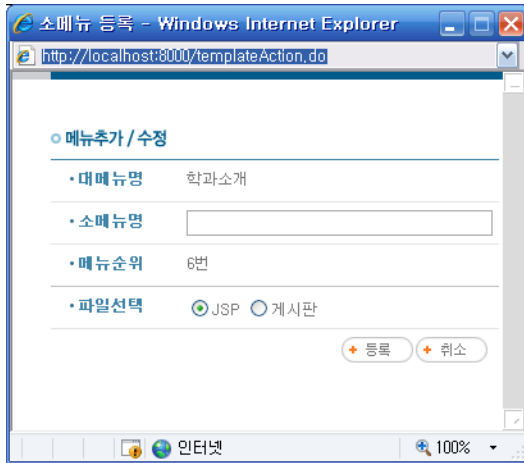 소메뉴 등록 - Windows Internet Explorer
http://localhost:8000/templateAction.do
메뉴추가 / 수정
대메뉴명 학과소개
소메뉴명
메뉴순위 6번
파일선택 JSP 게시판
등록 취소
인터넷 100%